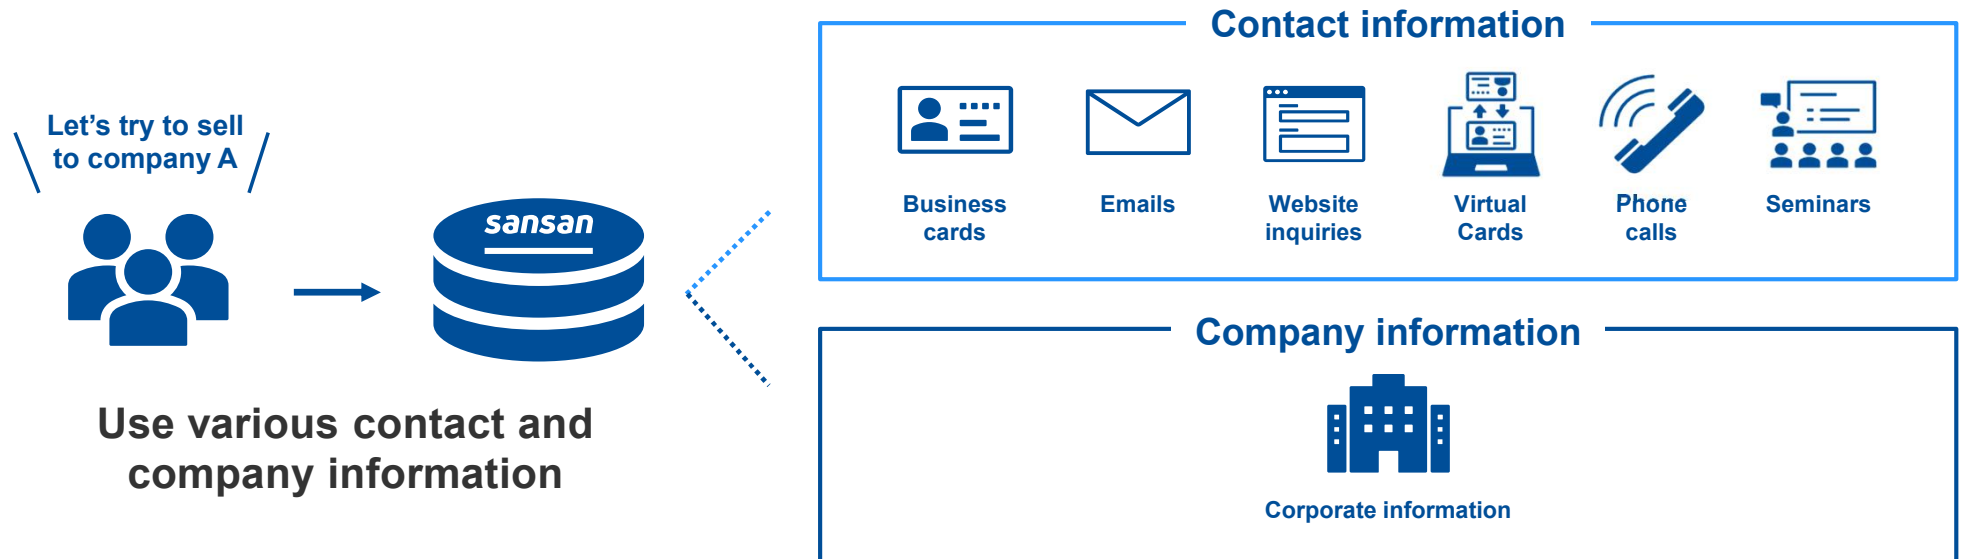 Let's try to sell
to company A
sansan
Use various contact and
company information
Contact information
Business
cards
Emails
Website
inquiries
Virtual
Cards
Phone
calls
Seminars
Company information
Corporate information